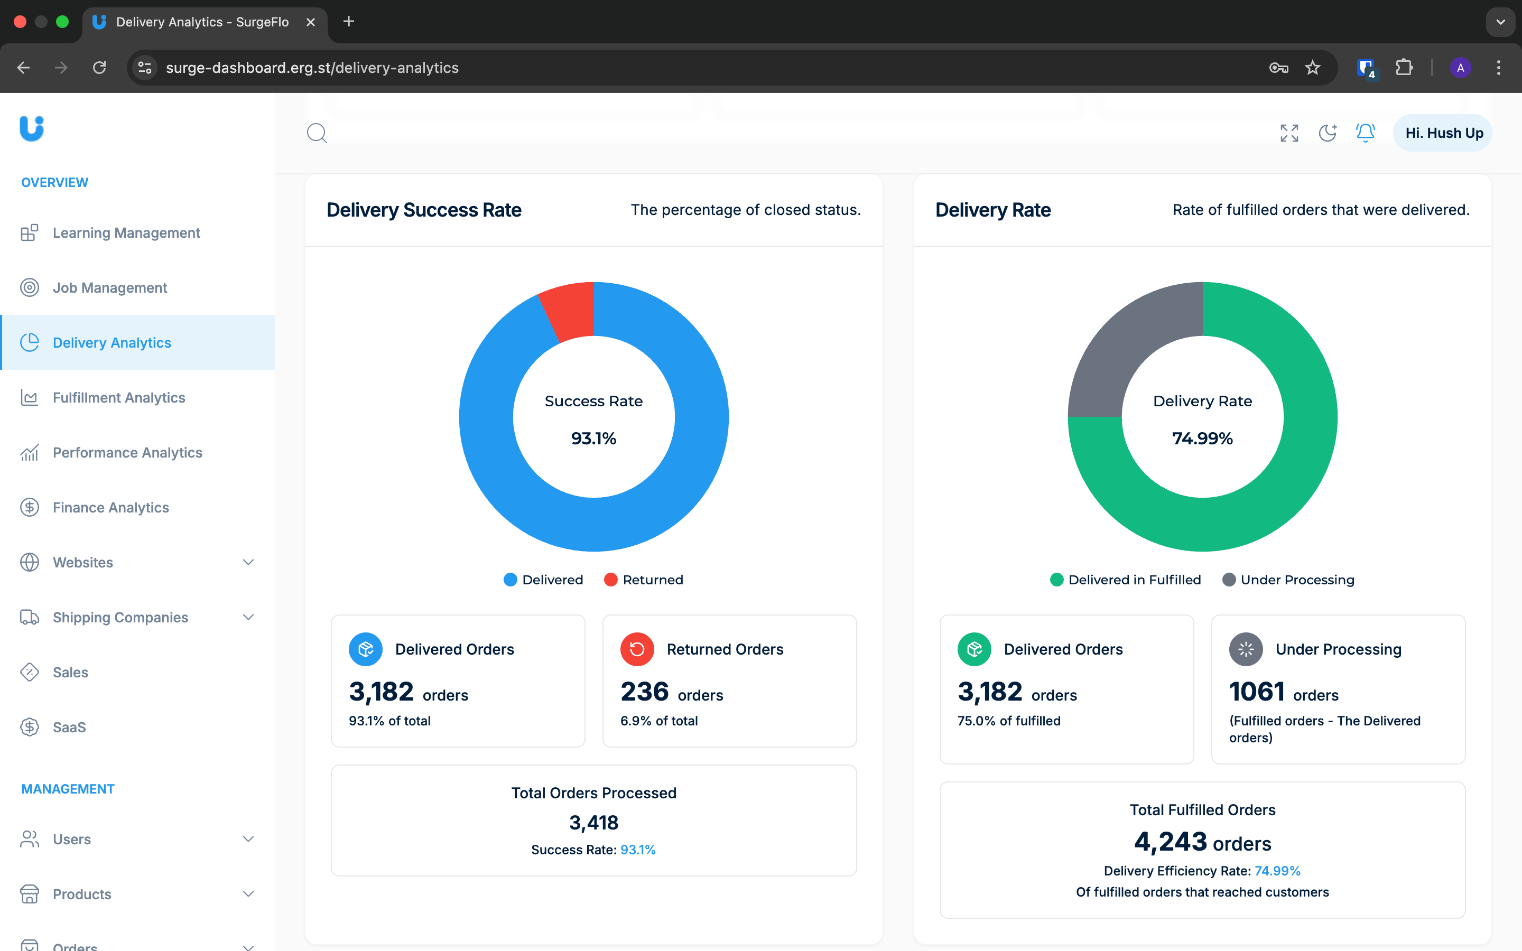 Delivery Analytics - SurgeFlo
surge-dashboard.erg.st/delivery-analytics
4
A
Hi. Hush Up
OVERVIEW
Learning Management
Job Management
Delivery Analytics
Fulfillment Analytics
Performance Analytics
Finance Analytics
Websites
Shipping Companies
Sales
SaaS
MANAGEMENT
Users
Products
Orders
Delivery Success Rate
The percentage of closed status.
Success Rate
93.1%
Delivered
Returned
Delivered Orders
3,182 orders
93.1% of total
Returned Orders
236 orders
6.9% of total
Total Orders Processed
3,418
Success Rate: 93.1%
Delivery Rate
Rate of fulfilled orders that were delivered.
Delivery Rate
74.99%
Delivered in Fulfilled
Under Processing
Delivered Orders
3,182 orders
75.0% of fulfilled
Under Processing
1061 orders
(Fulfilled orders - The Delivered
orders)
Total Fulfilled Orders
4,243 orders
Delivery Efficiency Rate: 74.99%
Of fulfilled orders that reached customers